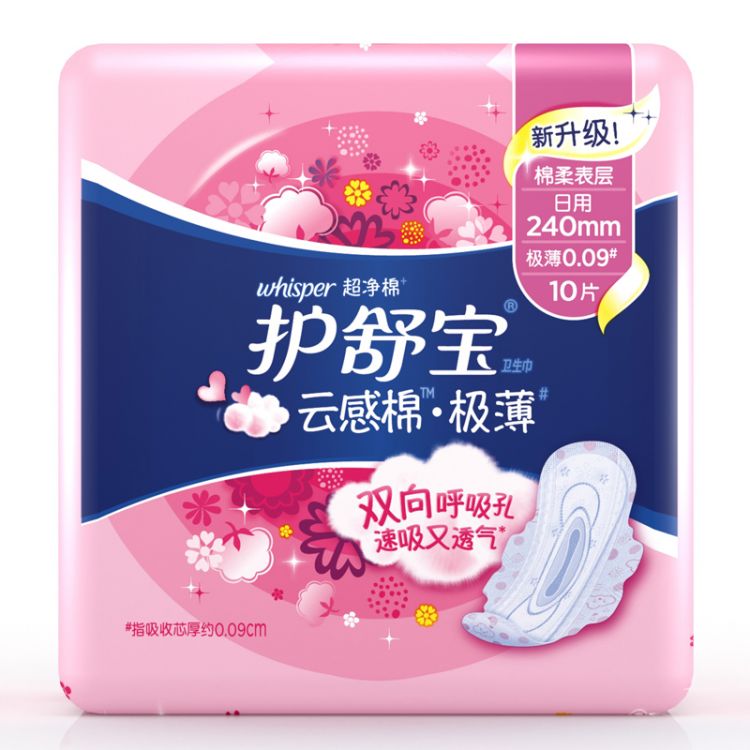 新升级!
棉柔表层
日用
240mm
极薄0.09#
10片
whisper 超净棉+
护舒宝®
卫生巾
云感棉™·极薄#
双向呼吸孔
速吸又透气*
#指吸收芯厚约0.09cm